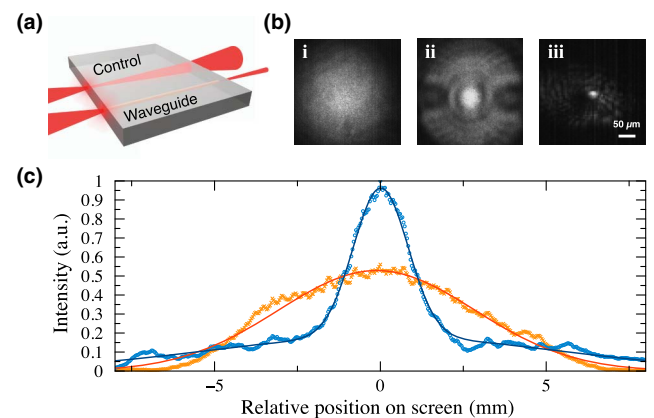 (a)
Control
Waveguide
(b)
i
ii
iii
50 μm
(c)
1
0.9
0.8
0.7
0.6
0.5
0.4
0.3
0.2
0.1
0
Intensity (a.u.)
−5
0
5
Relative position on screen (mm)